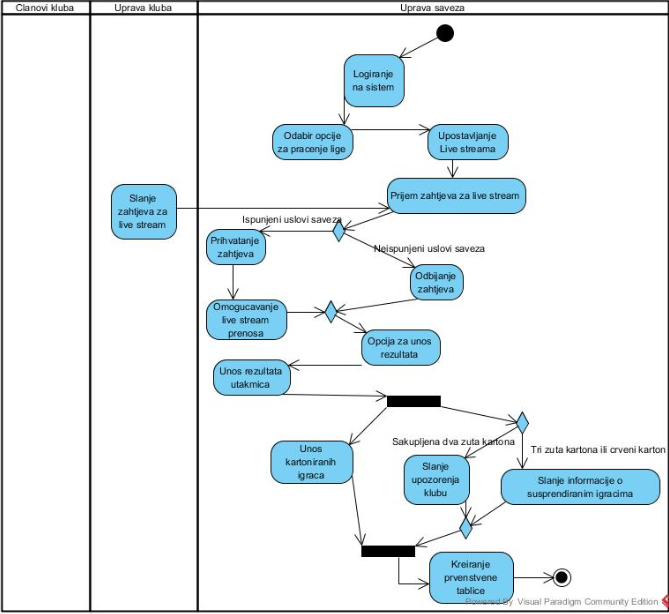 Clanovi kluba
Uprava kluba
Uprava saveza
Logiranje
na sistem
Odabir opcije
za pracenje lige
Upostavljanje
Live streama
Slanje
zahtjeva za
live stream
Prijem zahtjeva za live stream
Ispunjeni uslovi saveza
Prihvatanje
zahtjeva
Neispunjeni uslovi saveza
Odbijanje
zahtjeva
Omogucavanje
live stream
prenosa
Opcija za unos
rezultata
Unos rezultata
utakmica
Sakupljena dva zuta kartona
Tri zuta kartona ili crveni karton
Unos
kartoniranih
igraca
Slanje
upozorenja
klubu
Slanje informacije o
suspendiranim igracima
Kreiranje
prvenstvene
tablice
Powered By Visual Paradigm Community Edition